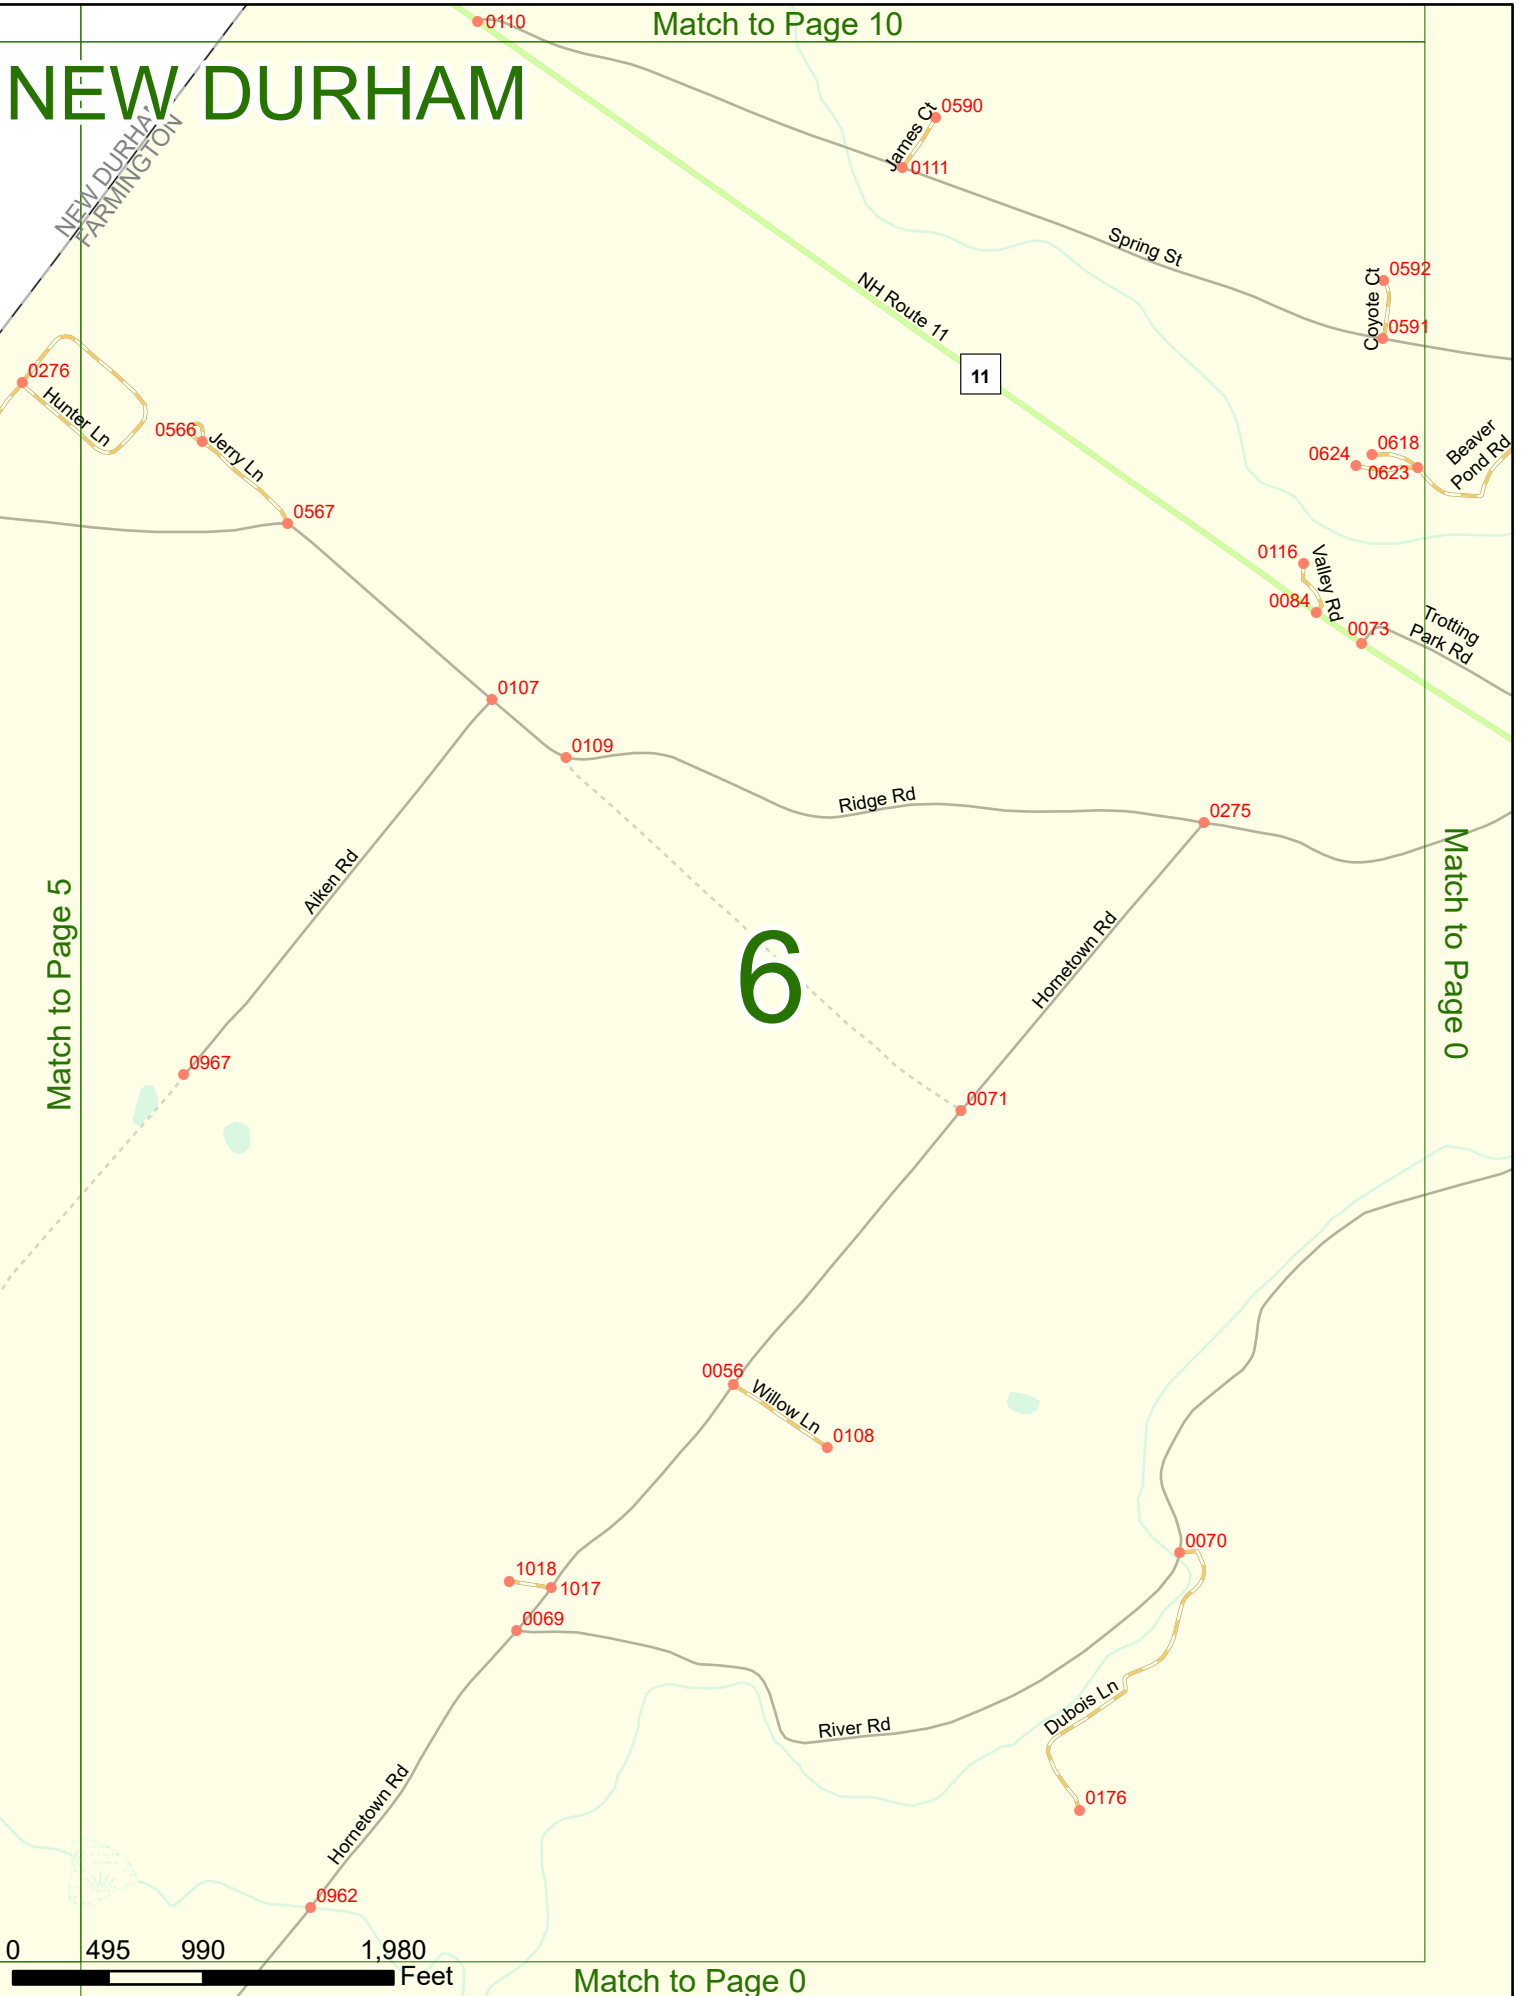 Match to Page 10
0110
NEW DURHAM
0590
James Ct
0111
FARMINGTON
Spring St
0592
Coyote Ct
0591
NH Route 11
11
0276
Hunter Ln
0566
Jerry Ln
0567
0618
0624
0623
Beaver
Pond Rd
0116
Valley Rd
0084
0073
Trotting
Park Rd
0107
0109
Ridge Rd
0275
Aiken Rd
Match to Page 5
Match to Page 0
6
Hornetown Rd
0967
0071
0056
Willow Ln
0108
0070
1018
1017
0069
River Rd
Dubois Ln
0176
Hornetown Rd
0962
0 495 990 1,980
Feet
Match to Page 0